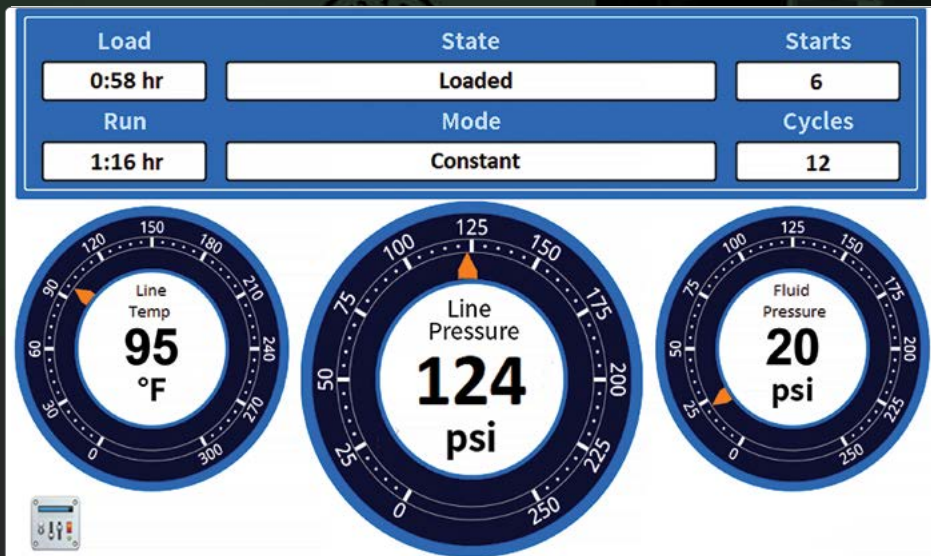 Load State Starts
0:58 hr Loaded 6
Run Mode Cycles
1:16 hr Constant 12
0 30 60 90 120 150 180 210 240 270 300
Line
Temp
95
°F
0 25 50 75 100 125 150 175 200 225 250
Line
Pressure
124
psi
0 25 50 75 100 125 150 175 200 225 250
Fluid
Pressure
20
psi